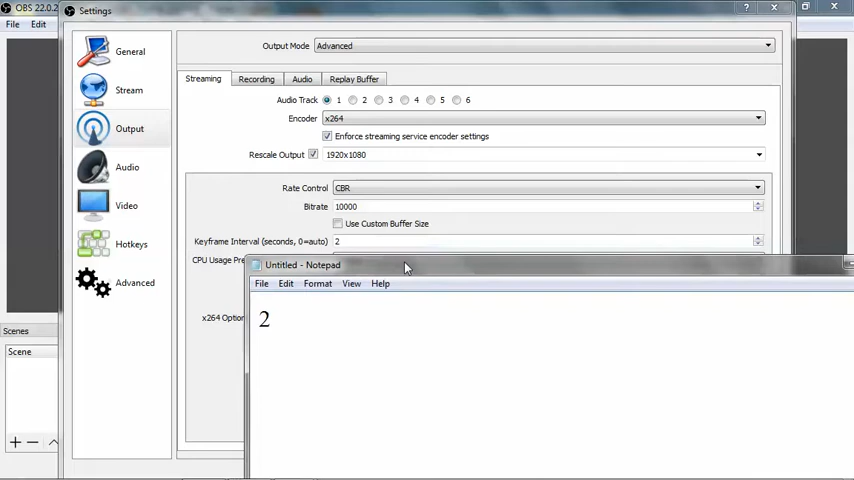 OBS 22.0.2
Settings
File Edit
General
Stream
Output
Audio
Video
Hotkeys
Advanced
Output Mode Advanced
Streaming Recording Audio Replay Buffer
Audio Track 1 2 3 4 5 6
Encoder x264
Enforce streaming service encoder settings
Rescale Output 1920x1080
Rate Control CBR
Bitrate 10000
Use Custom Buffer Size
Keyframe Interval (seconds, 0=auto) 2
CPU Usage Pre
x264 Option
Untitled - Notepad
File Edit Format View Help
2
Scenes
Scene